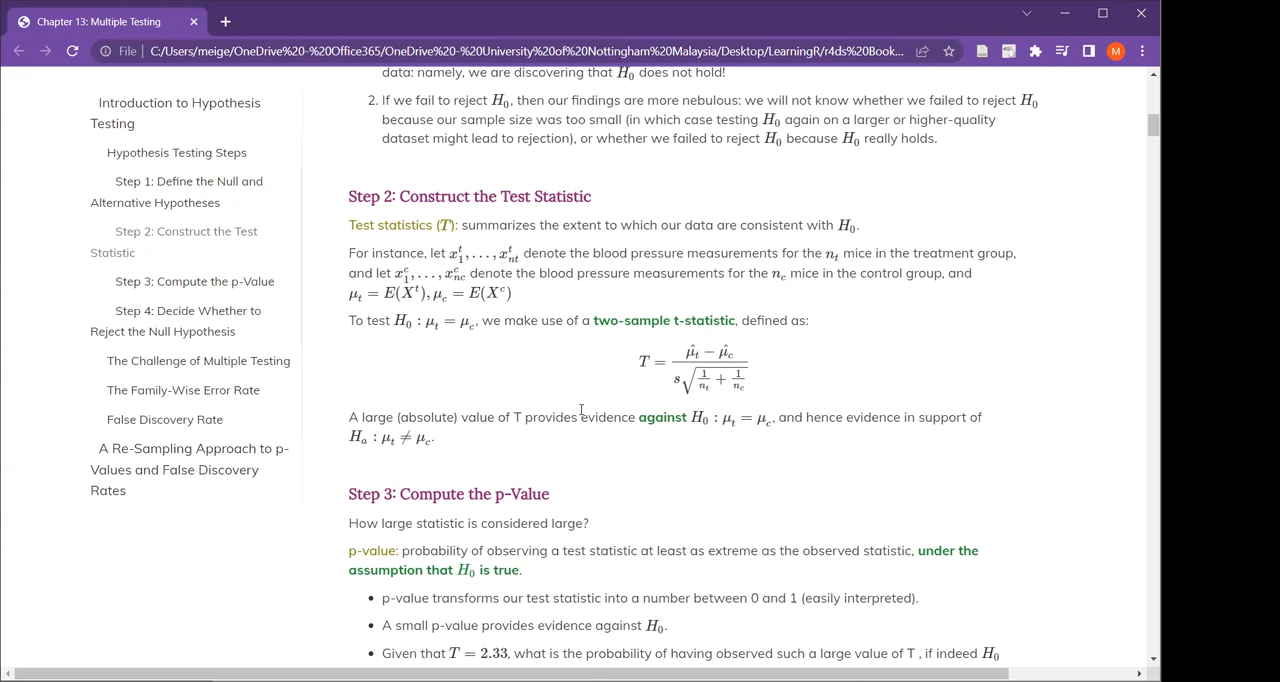 Chapter 13: Multiple Testing
File | C:/Users/meige/OneDrive%20-%20Office365/OneDrive%20-%20University%20of%20Nottingham%20Malaysia/Desktop/LearningR/r4ds%20Book...
M
Introduction to Hypothesis
Testing
Hypothesis Testing Steps
Step 1: Define the Null and
Alternative Hypotheses
Step 2: Construct the Test
Statistic
Step 3: Compute the p-Value
Step 4: Decide Whether to
Reject the Null Hypothesis
The Challenge of Multiple Testing
The Family-Wise Error Rate
False Discovery Rate
A Re-Sampling Approach to p-
Values and False Discovery
Rates
data: namely, we are discovering that H₀ does not hold!
2. If we fail to reject H₀, then our findings are more nebulous: we will not know whether we failed to reject H₀
because our sample size was too small (in which case testing H₀ again on a larger or higher-quality
dataset might lead to rejection), or whether we failed to reject H₀ because H₀ really holds.
Step 2: Construct the Test Statistic
Test statistics (T): summarizes the extent to which our data are consistent with H₀.
For instance, let x₁ᵗ, . . . , xₙₜᵗ denote the blood pressure measurements for the nₜ mice in the treatment group,
and let x₁ᶜ, . . . , x_{nc}^c denote the blood pressure measurements for the n_c mice in the control group, and
μₜ = E(Xᵗ), μ_c = E(Xᶜ)
To test H₀ : μₜ = μ_c, we make use of a two-sample t-statistic, defined as:
T = (μ̂ₜ − μ̂_c) / (s√(1/nₜ + 1/n_c))
A large (absolute) value of T provides evidence against H₀ : μₜ = μ_c, and hence evidence in support of
Hₐ : μₜ ≠ μ_c.
Step 3: Compute the p-Value
How large statistic is considered large?
p-value: probability of observing a test statistic at least as extreme as the observed statistic, under the
assumption that H₀ is true.
• p-value transforms our test statistic into a number between 0 and 1 (easily interpreted).
• A small p-value provides evidence against H₀.
• Given that T = 2.33, what is the probability of having observed such a large value of T , if indeed H₀